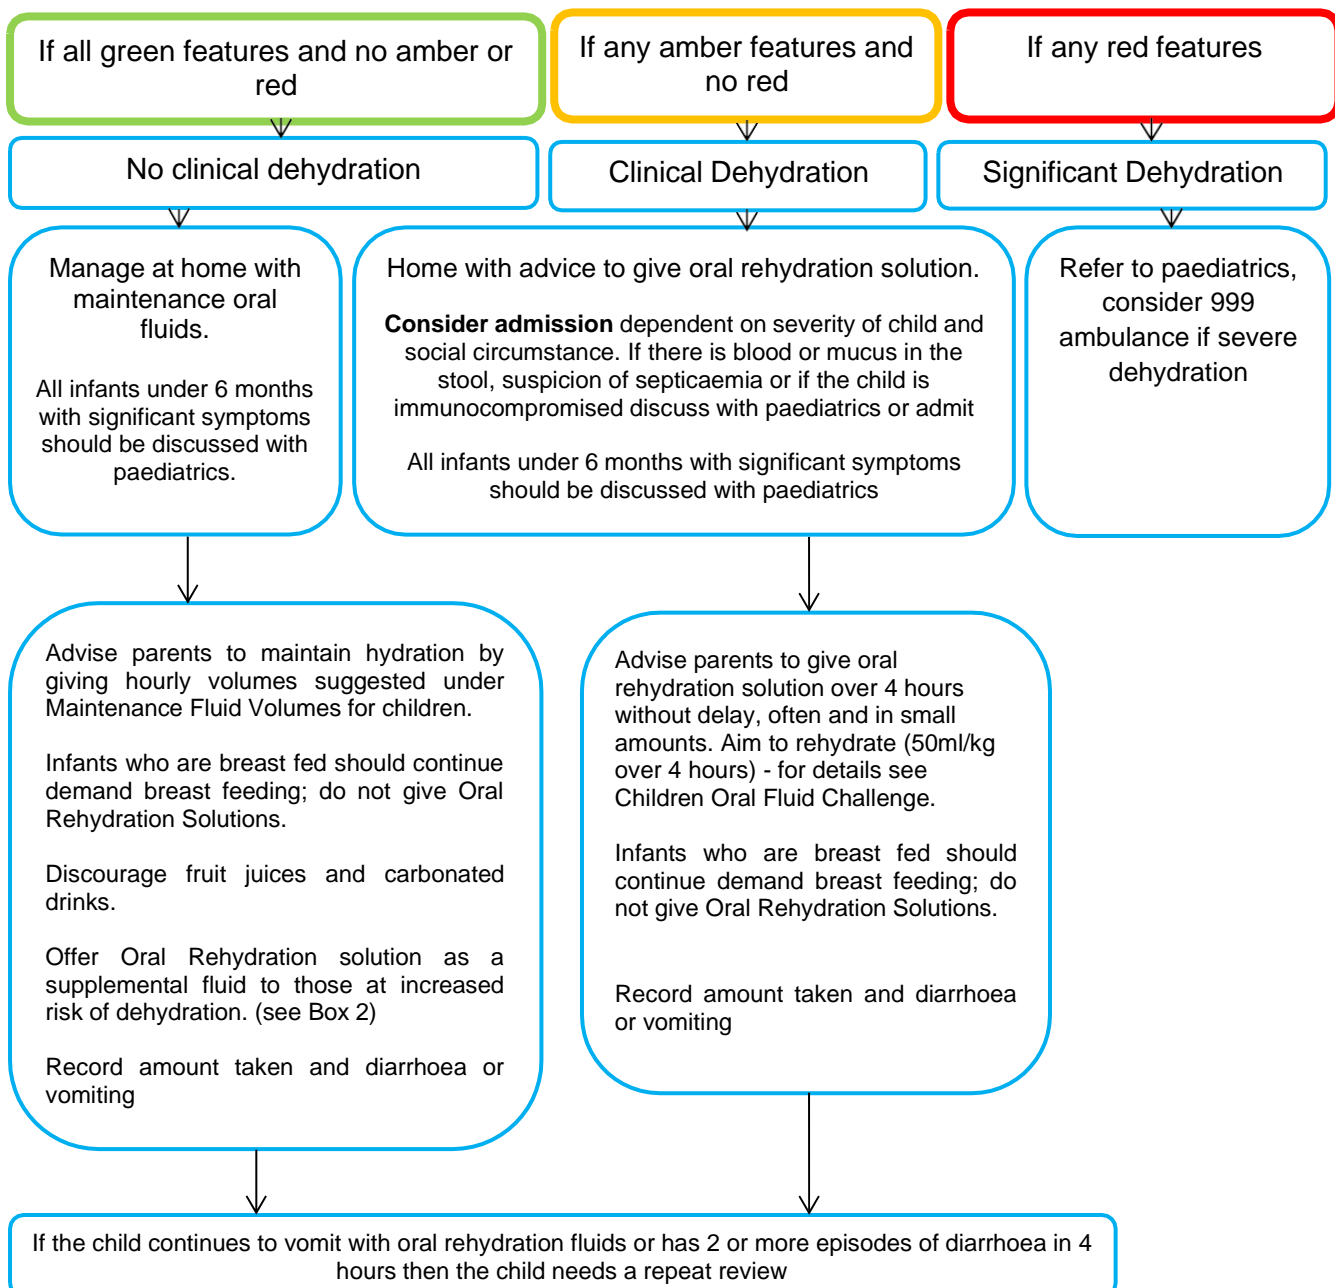 If all green features and no amber or
red
If any amber features and
no red
If any red features
No clinical dehydration
Clinical Dehydration
Significant Dehydration
Manage at home with
maintenance oral
fluids.
All infants under 6 months
with significant symptoms
should be discussed with
paediatrics.
Home with advice to give oral rehydration solution.
Consider admission dependent on severity of child and
social circumstance. If there is blood or mucus in the
stool, suspicion of septicaemia or if the child is
immunocompromised discuss with paediatrics or admit
All infants under 6 months with significant symptoms
should be discussed with paediatrics
Refer to paediatrics,
consider 999
ambulance if severe
dehydration
Advise parents to maintain hydration by
giving hourly volumes suggested under
Maintenance Fluid Volumes for children.
Infants who are breast fed should continue
demand breast feeding; do not give Oral
Rehydration Solutions.
Discourage fruit juices and carbonated
drinks.
Offer Oral Rehydration solution as a
supplemental fluid to those at increased
risk of dehydration. (see Box 2)
Record amount taken and diarrhoea or
vomiting
Advise parents to give oral
rehydration solution over 4 hours
without delay, often and in small
amounts. Aim to rehydrate (50ml/kg
over 4 hours) - for details see
Children Oral Fluid Challenge.
Infants who are breast fed should
continue demand breast feeding; do
not give Oral Rehydration Solutions.
Record amount taken and diarrhoea
or vomiting
If the child continues to vomit with oral rehydration fluids or has 2 or more episodes of diarrhoea in 4
hours then the child needs a repeat review